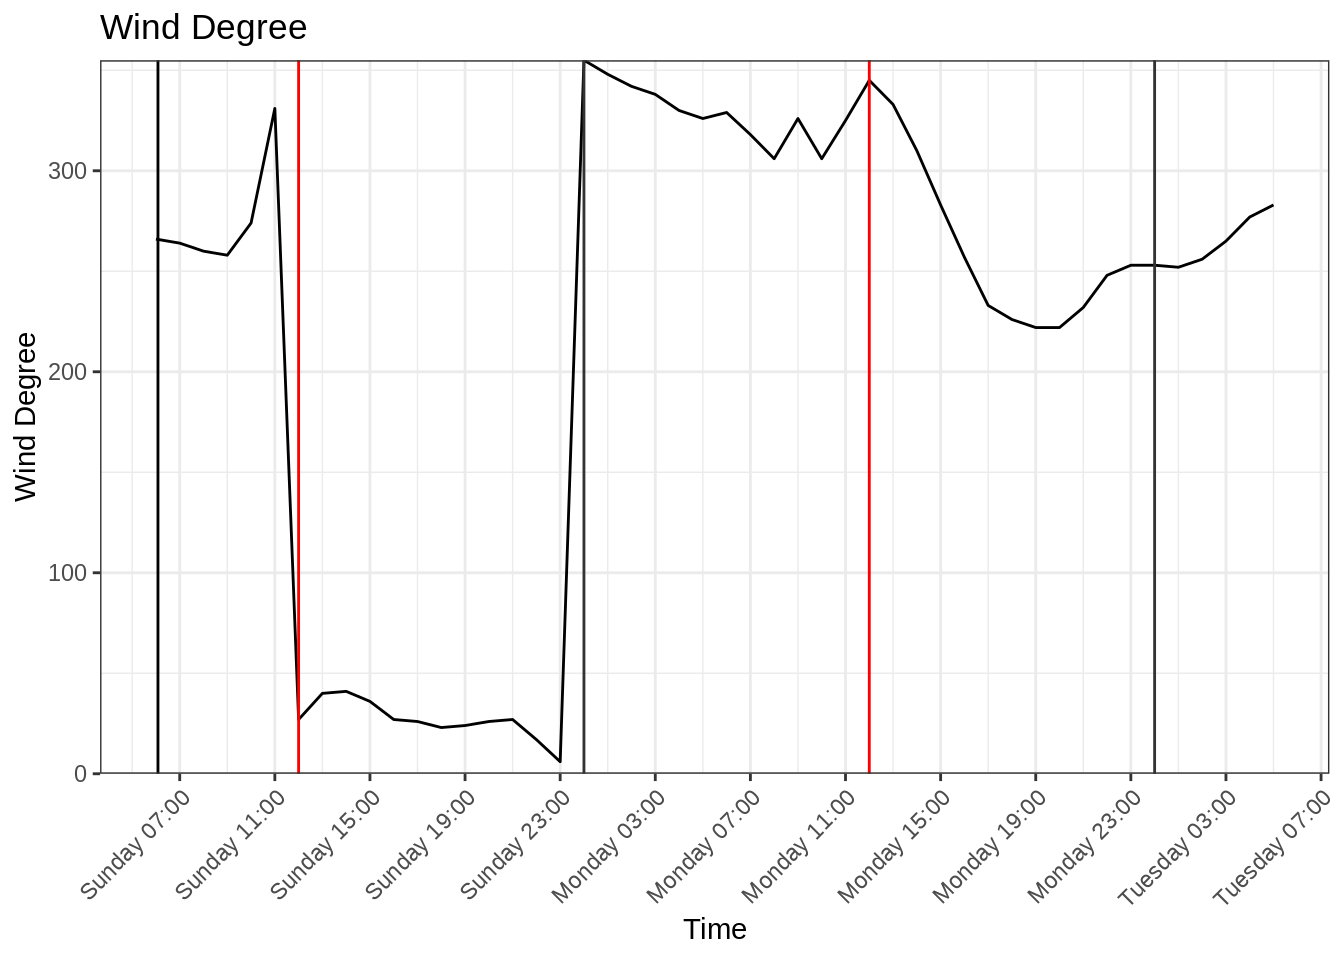 Wind Degree
Wind Degree
300
200
100
0
Sunday 07:00
Sunday 11:00
Sunday 15:00
Sunday 19:00
Sunday 23:00
Monday 03:00
Monday 07:00
Monday 11:00
Monday 15:00
Monday 19:00
Monday 23:00
Tuesday 03:00
Tuesday 07:00
Time